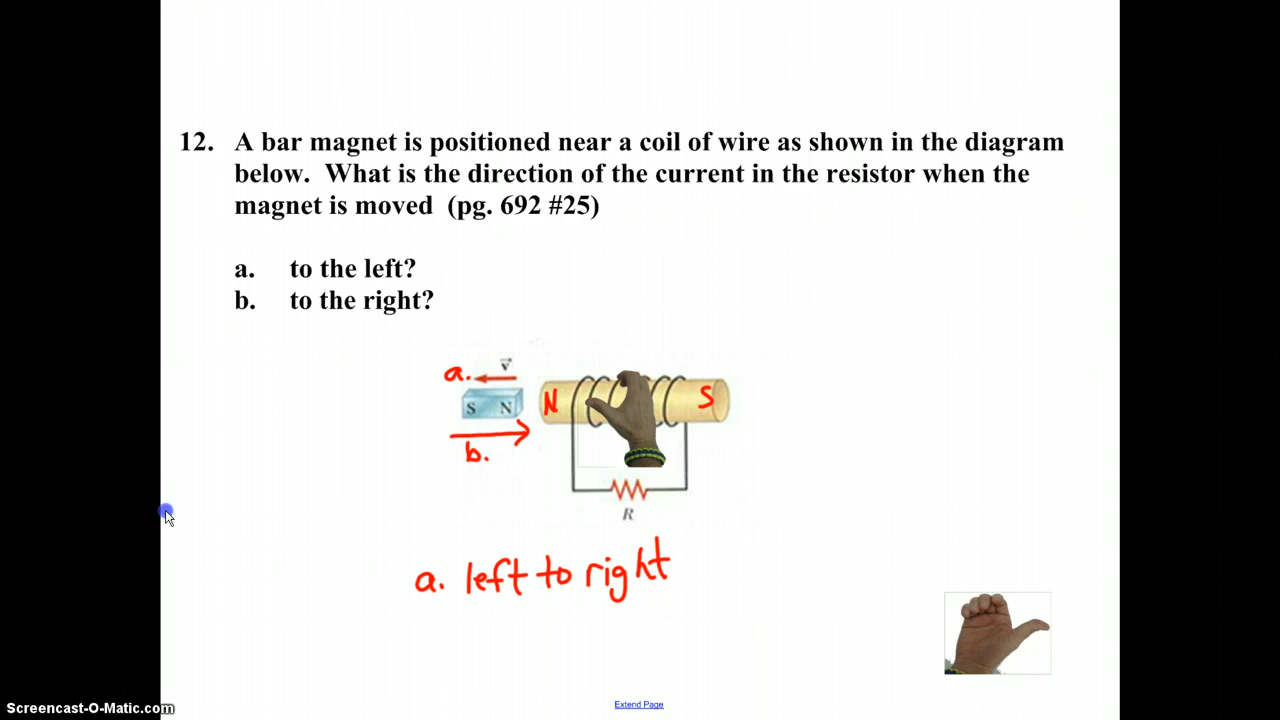 12. A bar magnet is positioned near a coil of wire as shown in the diagram
below. What is the direction of the current in the resistor when the
magnet is moved (pg. 692 #25)
a. to the left?
b. to the right?
a. v
S N N S
b.
R
a. left to right
Extend Page
Screencast-O-Matic.com